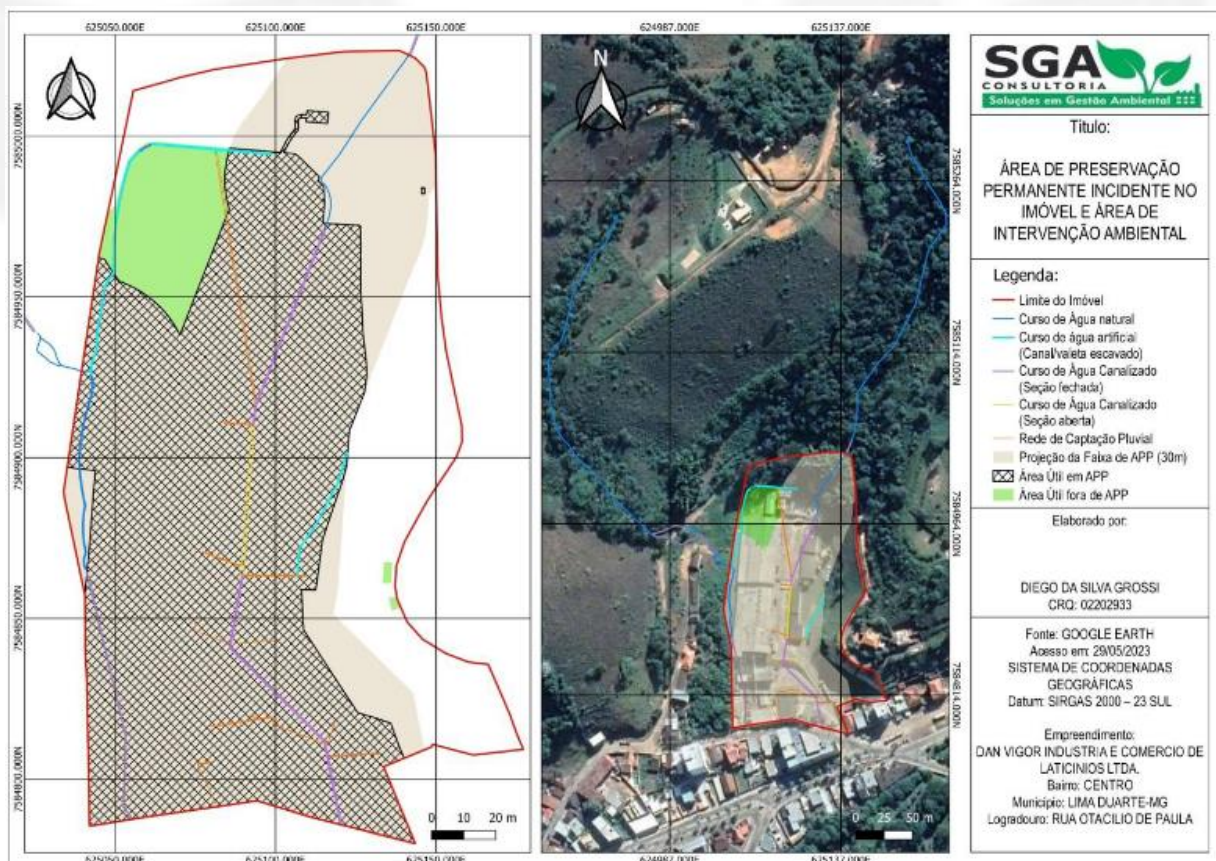 625050.000E
625100.000E
625150.000E
7585000.000N
7584950.000N
7584900.000N
7584850.000N
7584800.000N
0 10 20 m
625050.000E
625100.000E
625150.000E
624987.000E
625137.000E
N
7585264.000N
7585114.000N
7584964.000N
7584814.000N
0 25 50 m
624987.000E
625137.000E
SGA
CONSULTORIA
Soluções em Gestão Ambiental
Título:
ÁREA DE PRESERVAÇÃO
PERMANENTE INCIDENTE NO
IMÓVEL E ÁREA DE
INTERVENÇÃO AMBIENTAL
Legenda:
Limite do Imóvel
Curso de Água natural
Curso de água artificial
(Canal/valeta escavado)
Curso de Água Canalizado
(Seção fechada)
Curso de Água Canalizado
(Seção aberta)
Rede de Captação Pluvial
Projeção da Faixa de APP (30m)
Área Útil em APP
Área Útil fora de APP
Elaborado por:
DIEGO DA SILVA GROSSI
CRQ: 02202933
Fonte: GOOGLE EARTH
Acesso em: 29/05/2023
SISTEMA DE COORDENADAS
GEOGRÁFICAS
Datum: SIRGAS 2000 – 23 SUL
Empreendimento:
DAN VIGOR INDUSTRIA E COMERCIO DE
LATICINIOS LTDA.
Bairro: CENTRO
Município: LIMA DUARTE-MG
Logradouro: RUA OTACILIO DE PAULA